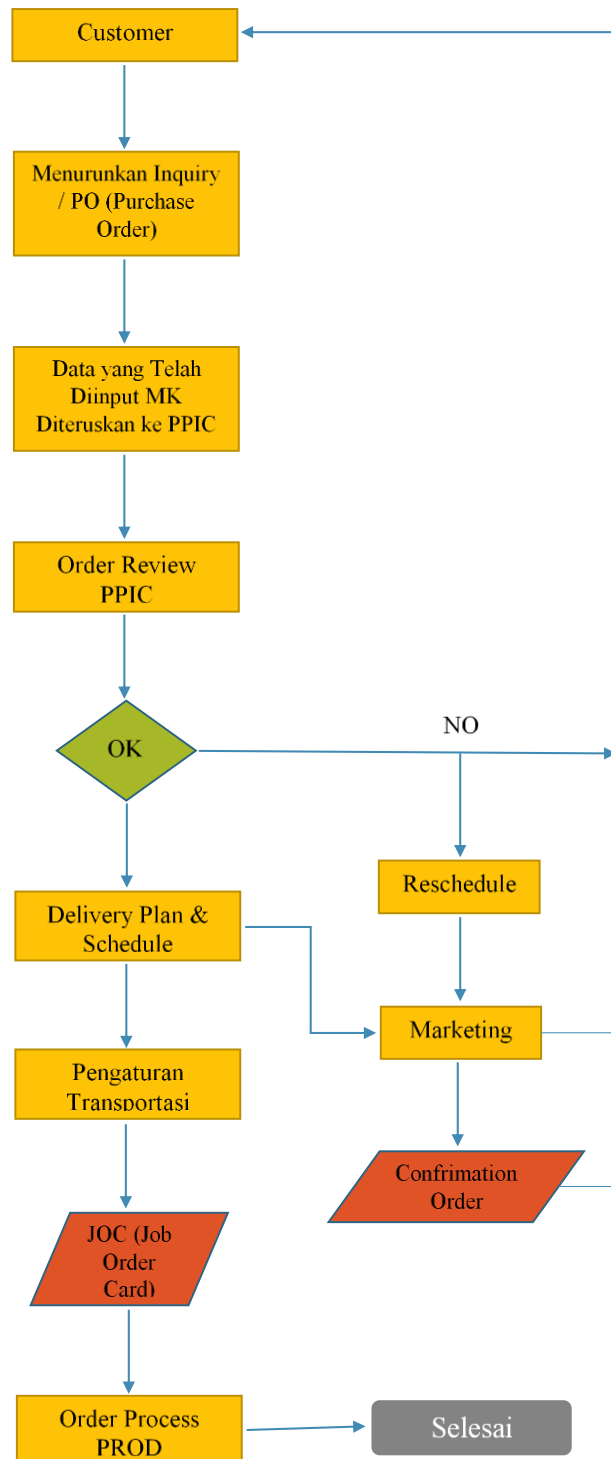 Customer
Menurunkan Inquiry
/ PO (Purchase
Order)
Data yang Telah
Diinput MK
Diteruskan ke PPIC
Order Review
PPIC
OK
NO
Reschedule
Delivery Plan &
Schedule
Marketing
Pengaturan
Transportasi
Confrimation
Order
JOC (Job
Order
Card)
Order Process
PROD
Selesai